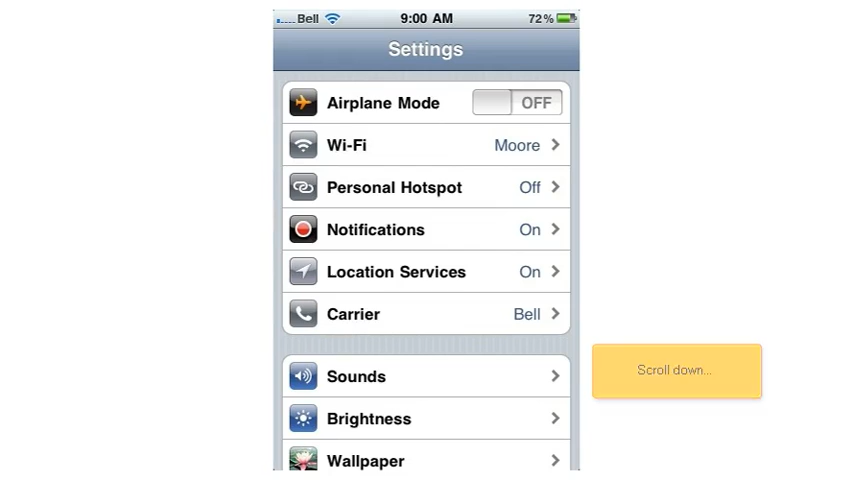 Bell 9:00 AM 72%
Settings
Airplane Mode OFF
Wi-Fi Moore
Personal Hotspot Off
Notifications On
Location Services On
Carrier Bell
Scroll down...
Sounds
Brightness
Wallpaper